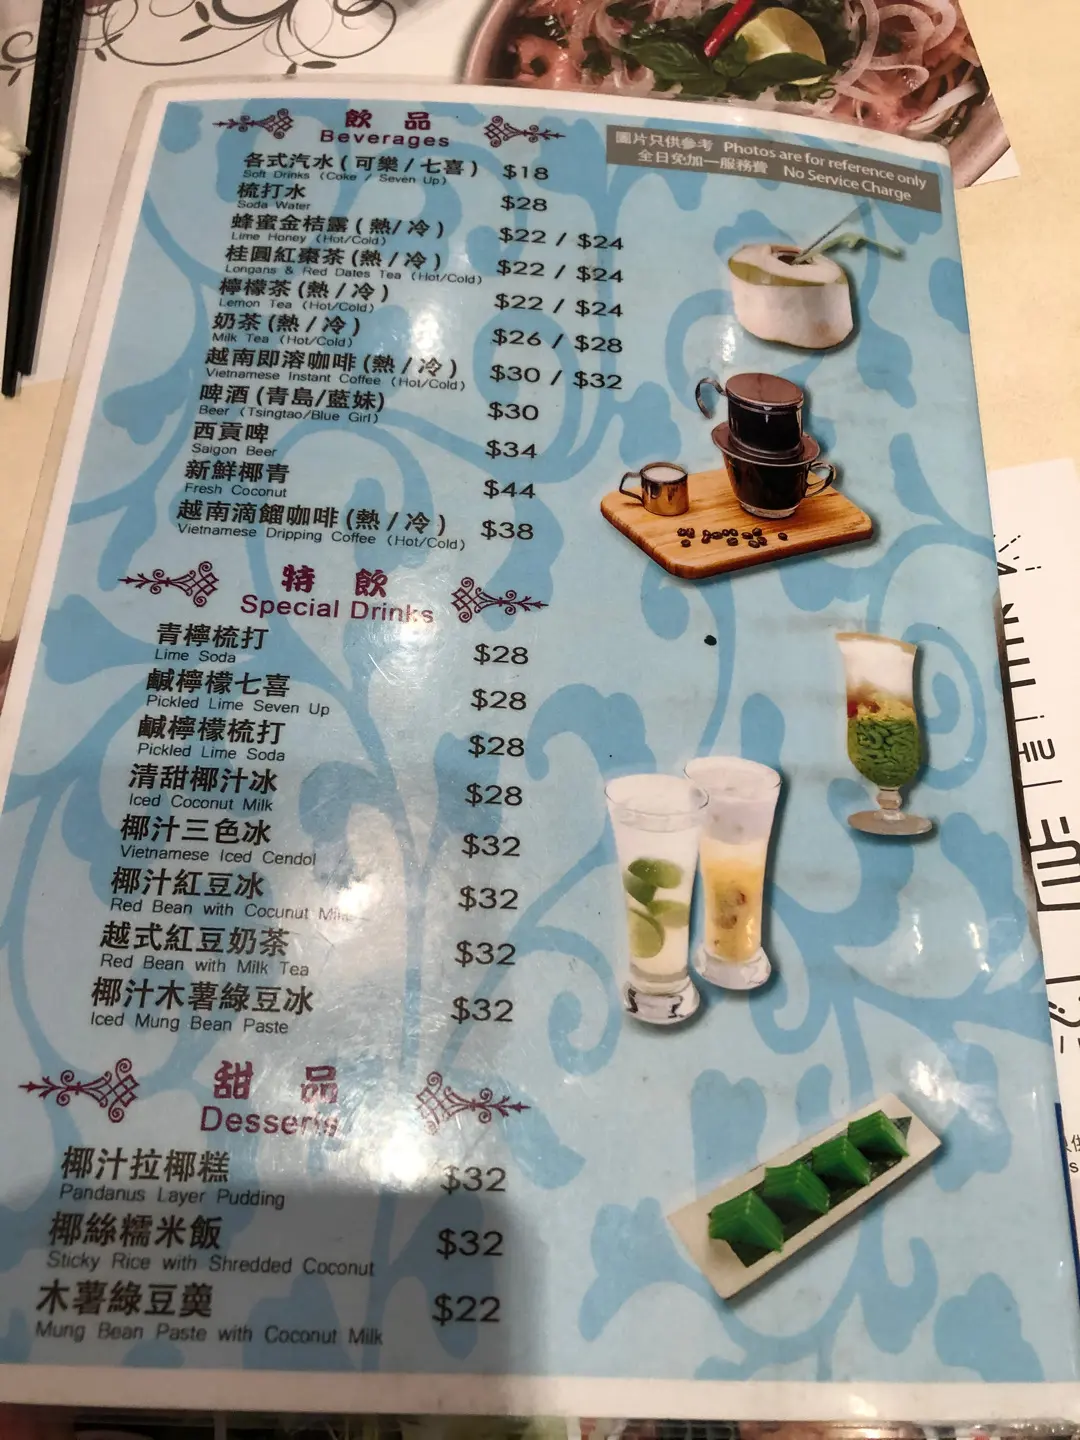 飲品
Beverages
圖片只供參考 Photos are for reference only
全日免加一服務費 No Service Charge
各式汽水 ( 可樂 / 七喜 ) $18
Soft Drinks (Coke / Seven Up)
梳打水 $28
Soda Water
蜂蜜金桔露 ( 熱 / 冷 ) $22 / $24
Lime Honey (Hot/Cold)
桂圓紅棗茶 ( 熱 / 冷 ) $22 / $24
Longans & Red Dates Tea (Hot/Cold)
檸檬茶 ( 熱 / 冷 ) $22 / $24
Lemon Tea (Hot/Cold)
奶茶 ( 熱 / 冷 ) $26 / $28
Milk Tea (Hot/Cold)
越南即溶咖啡 ( 熱 / 冷 ) $30 / $32
Vietnamese Instant Coffee (Hot/Cold)
啤酒 (青島/藍妹) $30
Beer (Tsingtao/Blue Girl)
西貢啤 $34
Saigon Beer
新鮮椰青 $44
Fresh Coconut
越南滴餾咖啡 ( 熱 / 冷 ) $38
Vietnamese Dripping Coffee (Hot/Cold)
特飲
Special Drinks
青檸梳打 $28
Lime Soda
鹹檸檬七喜 $28
Pickled Lime Seven Up
鹹檸檬梳打 $28
Pickled Lime Soda
清甜椰汁冰 $28
Iced Coconut Milk
椰汁三色冰 $32
Vietnamese Iced Cendol
椰汁紅豆冰 $32
Red Bean with Cocunut Milk
越式紅豆奶茶 $32
Red Bean with Milk Tea
椰汁木薯綠豆冰 $32
Iced Mung Bean Paste
甜品
Desserts
椰汁拉椰糕 $32
Pandanus Layer Pudding
椰絲糯米飯 $32
Sticky Rice with Shredded Coconut
木薯綠豆羹 $22
Mung Bean Paste with Coconut Milk